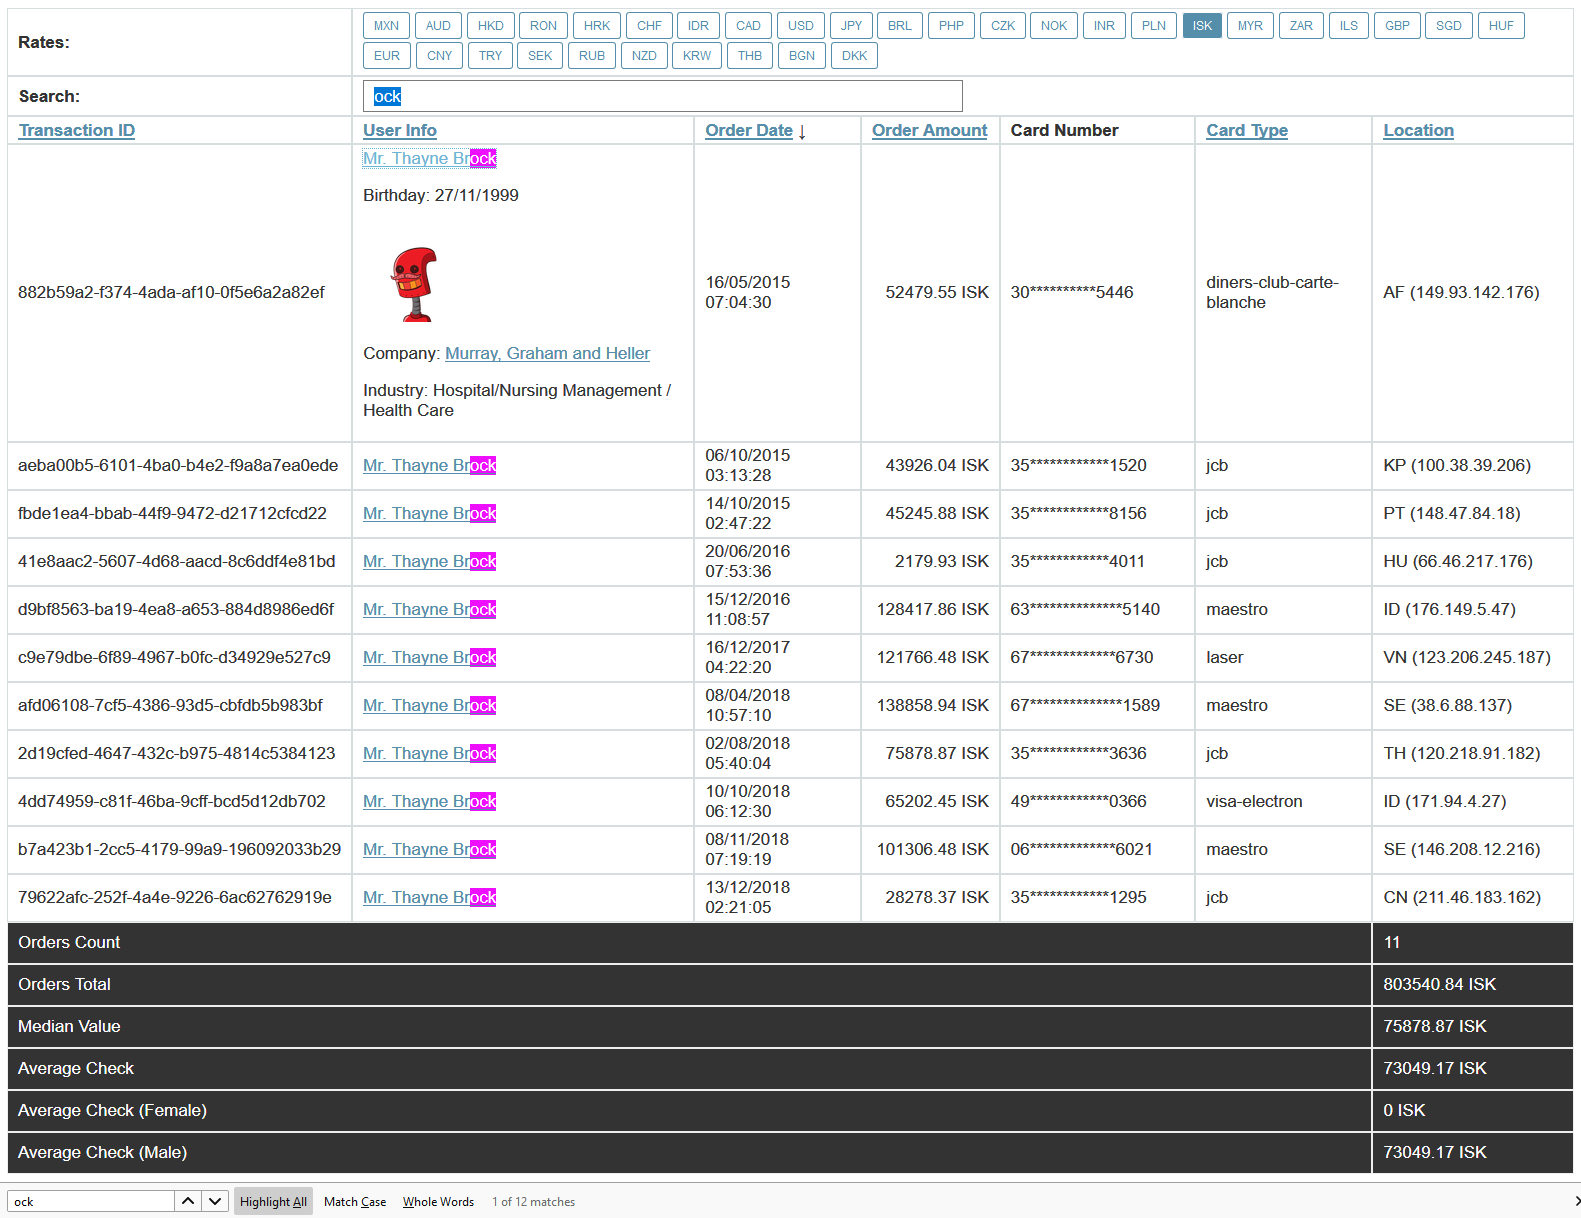 Rates:
MXN AUD HKD RON HRK CHF IDR CAD USD JPY BRL PHP CZK NOK INR PLN ISK MYR ZAR ILS GBP SGD HUF
EUR CNY TRY SEK RUB NZD KRW THB BGN DKK
Search: ock
Transaction ID User Info Order Date ↓ Order Amount Card Number Card Type Location
Mr. Thayne Brock
Birthday: 27/11/1999
882b59a2-f374-4ada-af10-0f5e6a2a82ef 16/05/2015 07:04:30 52479.55 ISK 30**********5446 diners-club-carte-blanche AF (149.93.142.176)
Company: Murray, Graham and Heller
Industry: Hospital/Nursing Management /
Health Care
aeba00b5-6101-4ba0-b4e2-f9a8a7ea0ede Mr. Thayne Brock 06/10/2015 03:13:28 43926.04 ISK 35************1520 jcb KP (100.38.39.206)
fbde1ea4-bbab-44f9-9472-d21712cfcd22 Mr. Thayne Brock 14/10/2015 02:47:22 45245.88 ISK 35************8156 jcb PT (148.47.84.18)
41e8aac2-5607-4d68-aacd-8c6ddf4e81bd Mr. Thayne Brock 20/06/2016 07:53:36 2179.93 ISK 35************4011 jcb HU (66.46.217.176)
d9bf8563-ba19-4ea8-a653-884d8986ed6f Mr. Thayne Brock 15/12/2016 11:08:57 128417.86 ISK 63**************5140 maestro ID (176.149.5.47)
c9e79dbe-6f89-4967-b0fc-d34929e527c9 Mr. Thayne Brock 16/12/2017 04:22:20 121766.48 ISK 67*************6730 laser VN (123.206.245.187)
afd06108-7cf5-4386-93d5-cbfdb5b983bf Mr. Thayne Brock 08/04/2018 10:57:10 138858.94 ISK 67**************1589 maestro SE (38.6.88.137)
2d19cfed-4647-432c-b975-4814c5384123 Mr. Thayne Brock 02/08/2018 05:40:04 75878.87 ISK 35************3636 jcb TH (120.218.91.182)
4dd74959-c81f-46ba-9cff-bcd5d12db702 Mr. Thayne Brock 10/10/2018 06:12:30 65202.45 ISK 49************0366 visa-electron ID (171.94.4.27)
b7a423b1-2cc5-4179-99a9-196092033b29 Mr. Thayne Brock 08/11/2018 07:19:19 101306.48 ISK 06*************6021 maestro SE (146.208.12.216)
79622afc-252f-4a4e-9226-6ac62762919e Mr. Thayne Brock 13/12/2018 02:21:05 28278.37 ISK 35************1295 jcb CN (211.46.183.162)
Orders Count 11
Orders Total 803540.84 ISK
Median Value 75878.87 ISK
Average Check 73049.17 ISK
Average Check (Female) 0 ISK
Average Check (Male) 73049.17 ISK
ock Highlight All Match Case Whole Words 1 of 12 matches